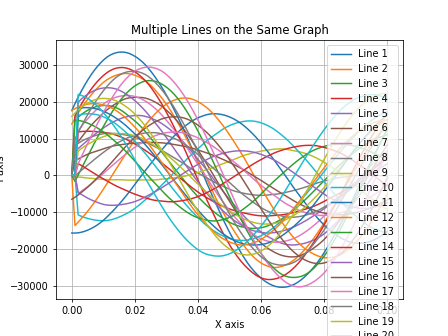 Multiple Lines on the Same Graph
30000
20000
10000
0
−10000
−20000
−30000
0.00
0.02
0.04
0.06
X axis
Line 1
Line 2
Line 3
Line 4
Line 5
Line 6
Line 7
Line 8
Line 9
Line 10
Line 11
Line 12
Line 13
Line 14
Line 15
Line 16
Line 17
Line 18
Line 19
Line 20